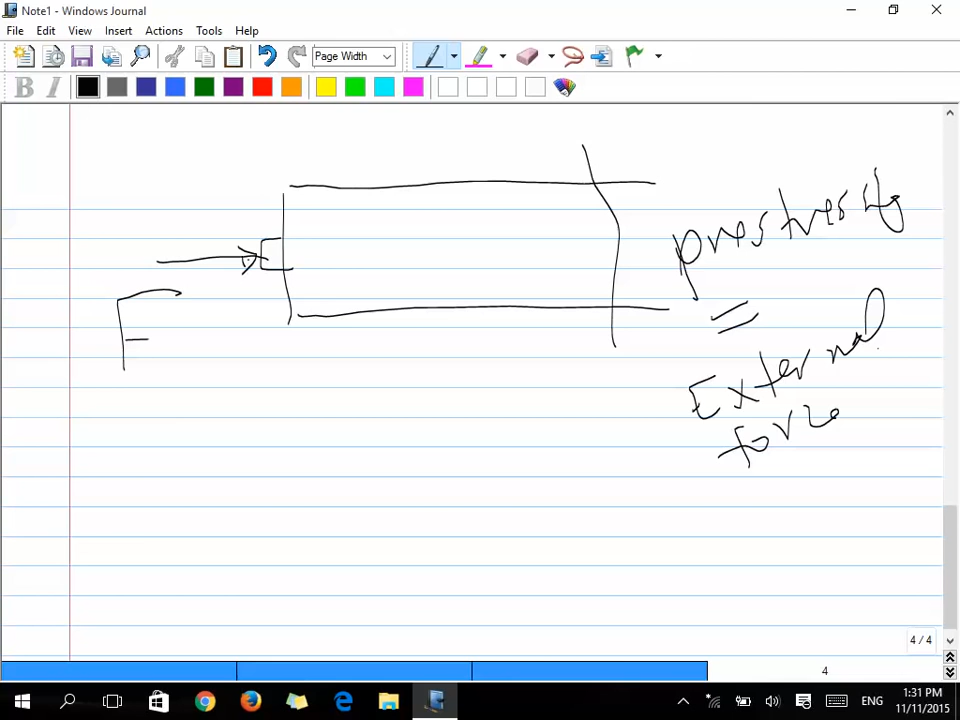 Note1 - Windows Journal
File Edit View Insert Actions Tools Help
Page Width
B I
prestressig
=
External
force
F
4 / 4
4
ENG
1:31 PM
11/11/2015